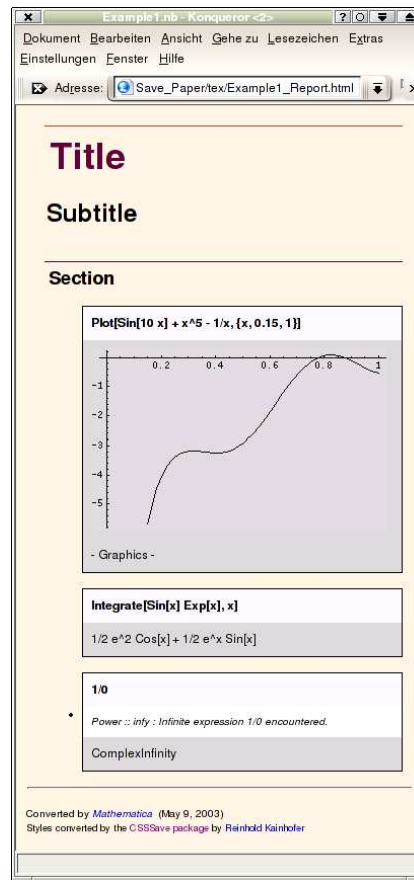 Example1.nb - Konqueror <2>
Dokument Bearbeiten Ansicht Gehe zu Lesezeichen Extras
Einstellungen Fenster Hilfe
Adresse: Save_Paper/tex/Example1_Report.html
Title
Subtitle
Section
Plot[Sin[10 x] + x^5 - 1/x, {x, 0.15, 1}]
0.2 0.4 0.6 0.8 1
-1
-2
-3
-4
-5
- Graphics -
Integrate[Sin[x] Exp[x], x]
1/2 e^2 Cos[x] + 1/2 e^x Sin[x]
1/0
Power :: infy : Infinite expression 1/0 encountered.
ComplexInfinity
Converted by Mathematica (May 9, 2003)
Styles converted by the CSSSave package by Reinhold Kainhofer